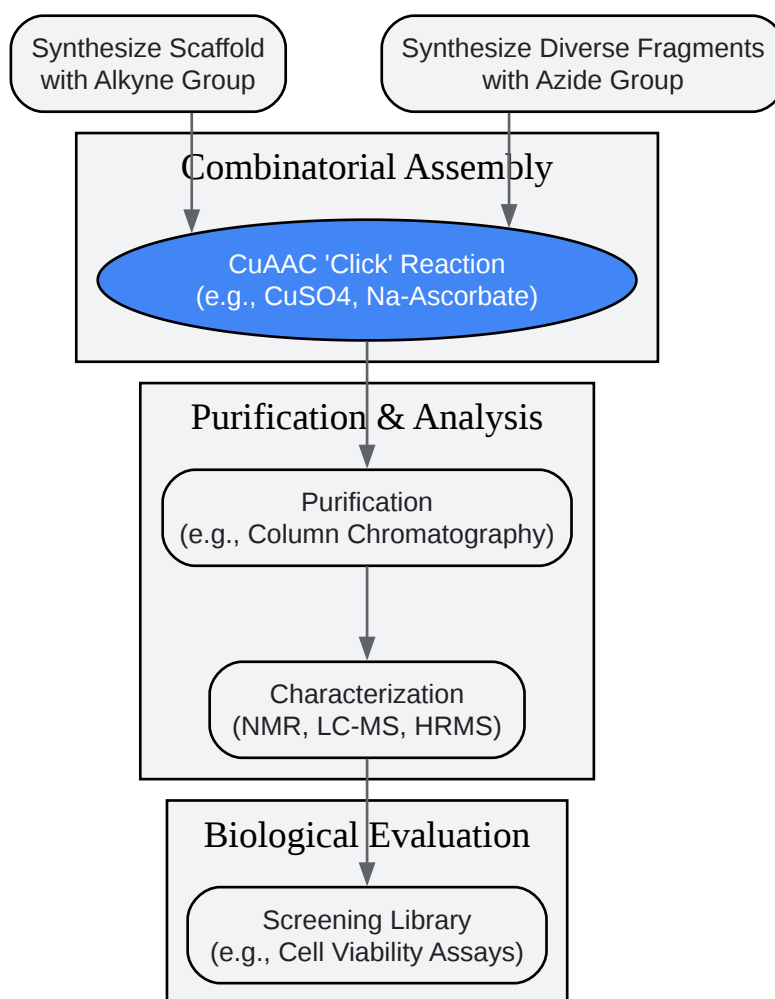 Synthesize Scaffold
with Alkyne Group
Synthesize Diverse Fragments
with Azide Group
Combinatorial Assembly
CuAAC 'Click' Reaction
(e.g., CuSO4, Na-Ascorbate)
Purification & Analysis
Purification
(e.g., Column Chromatography)
Characterization
(NMR, LC-MS, HRMS)
Biological Evaluation
Screening Library
(e.g., Cell Viability Assays)